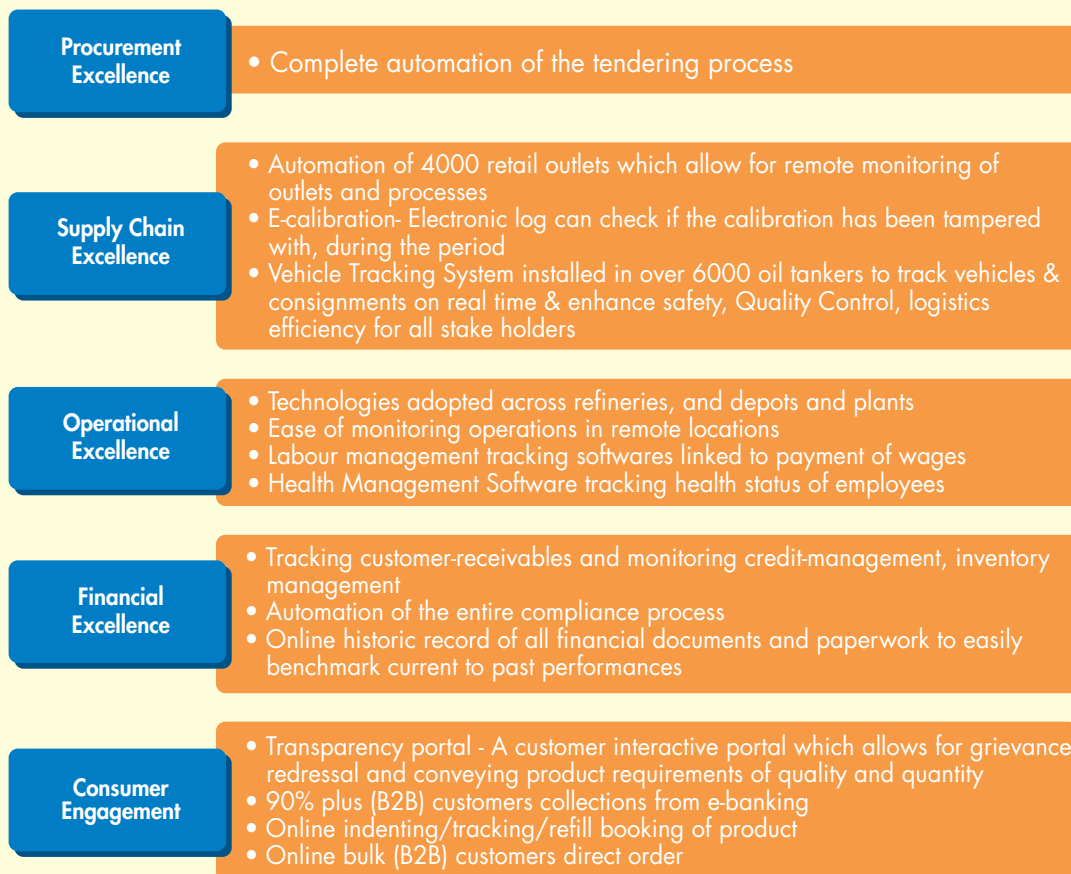 Procurement
Excellence
• Complete automation of the tendering process
Supply Chain
Excellence
• Automation of 4000 retail outlets which allow for remote monitoring of
outlets and processes
• E-calibration- Electronic log can check if the calibration has been tampered
with, during the period
• Vehicle Tracking System installed in over 6000 oil tankers to track vehicles &
consignments on real time & enhance safety, Quality Control, logistics
efficiency for all stake holders
Operational
Excellence
• Technologies adopted across refineries, and depots and plants
• Ease of monitoring operations in remote locations
• Labour management tracking softwares linked to payment of wages
• Health Management Software tracking health status of employees
Financial
Excellence
• Tracking customer-receivables and monitoring credit-management, inventory
management
• Automation of the entire compliance process
• Online historic record of all financial documents and paperwork to easily
benchmark current to past performances
Consumer
Engagement
• Transparency portal - A customer interactive portal which allows for grievance
redressal and conveying product requirements of quality and quantity
• 90% plus (B2B) customers collections from e-banking
• Online indenting/tracking/refill booking of product
• Online bulk (B2B) customers direct order